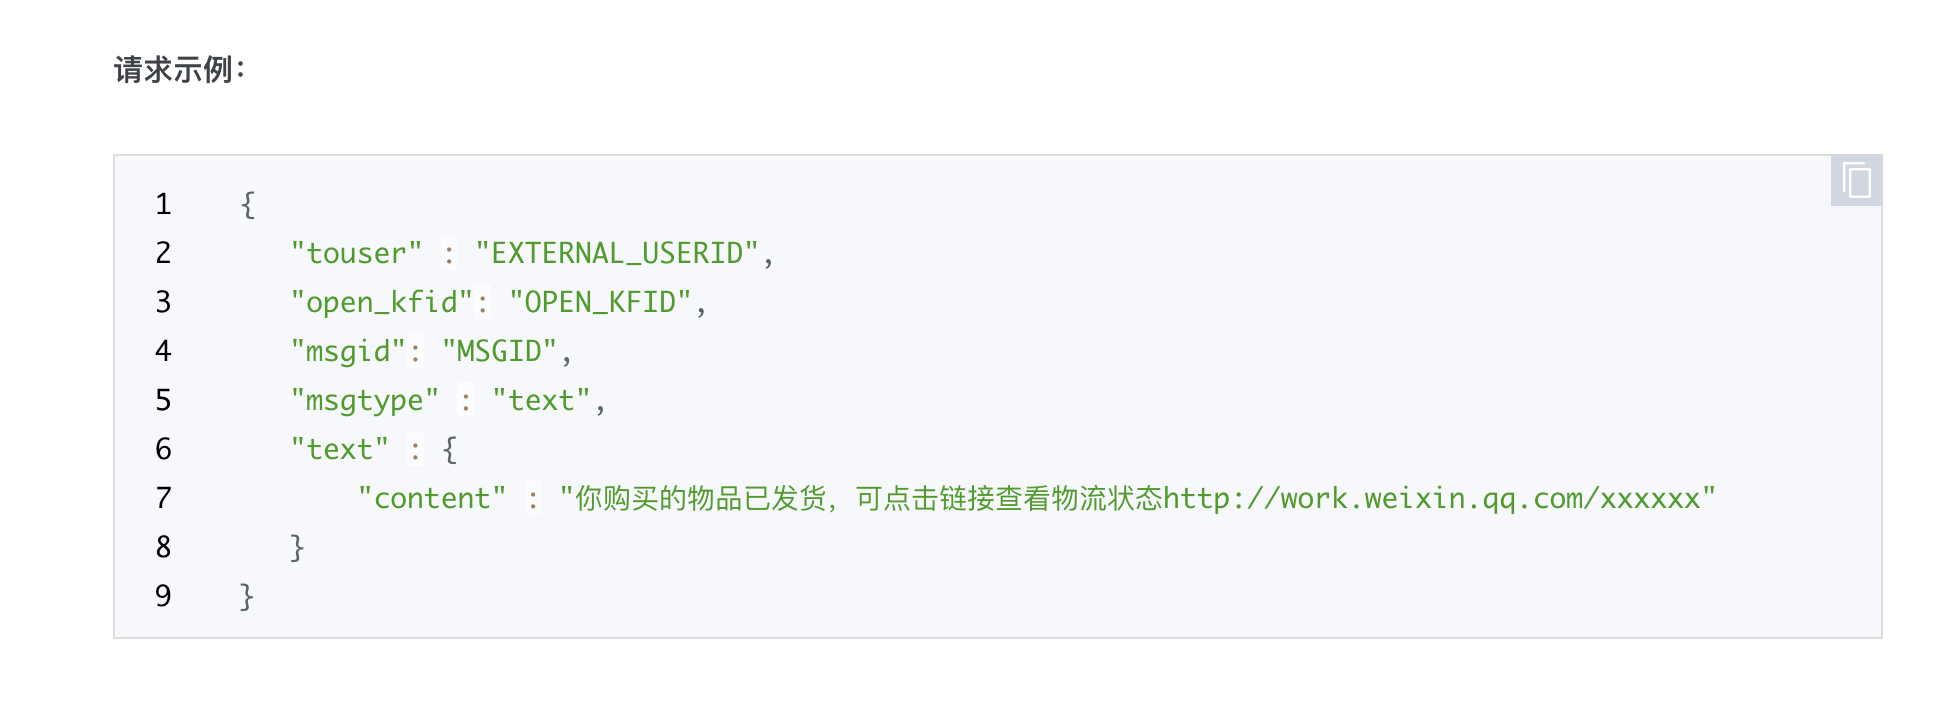 请求示例：
1 {
2    "touser" : "EXTERNAL_USERID",
3    "open_kfid": "OPEN_KFID",
4    "msgid": "MSGID",
5    "msgtype" : "text",
6    "text" : {
7        "content" : "你购买的物品已发货，可点击链接查看物流状态http://work.weixin.qq.com/xxxxxx"
8    }
9 }